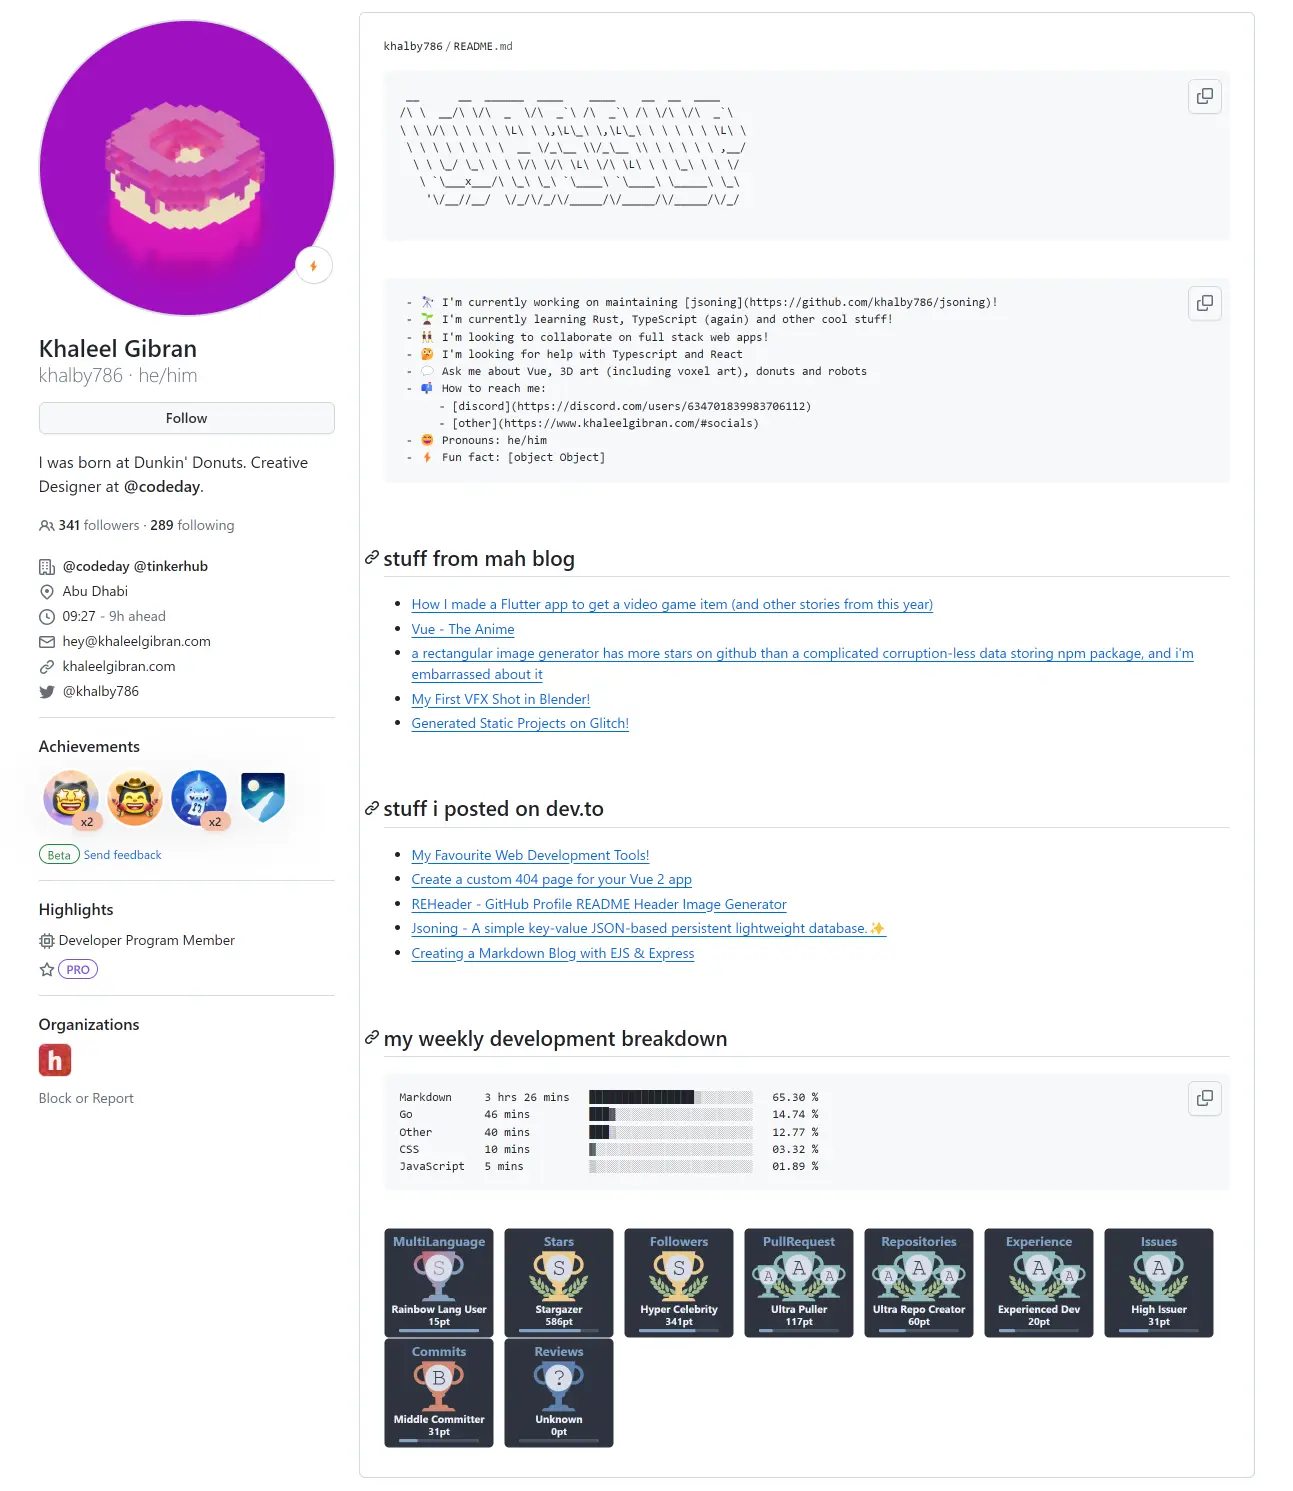 Khaleel Gibran
khalby786 · he/him
Follow
I was born at Dunkin' Donuts. Creative
Designer at @codeday.
341 followers · 289 following
@codeday @tinkerhub
Abu Dhabi
09:27 - 9h ahead
hey@khaleelgibran.com
khaleelgibran.com
@khalby786
Achievements
x2
x2
Beta Send feedback
Highlights
Developer Program Member
PRO
Organizations
h
Block or Report
khalby786/README.md
- 🔭 I'm currently working on maintaining [jsoning](https://github.com/khalby786/jsoning)!
- 🌱 I'm currently learning Rust, TypeScript (again) and other cool stuff!
- 👯 I'm looking to collaborate on full stack web apps!
- 🤔 I'm looking for help with Typescript and React
- 💬 Ask me about Vue, 3D art (including voxel art), donuts and robots
- 📫 How to reach me:
- [discord](https://discord.com/users/634701839983706112)
- [other](https://www.khaleelgibran.com/#socials)
- 😄 Pronouns: he/him
- ⚡ Fun fact: [object Object]
stuff from mah blog
How I made a Flutter app to get a video game item (and other stories from this year)
Vue - The Anime
a rectangular image generator has more stars on github than a complicated corruption-less data storing npm package, and i'm
embarrassed about it
My First VFX Shot in Blender!
Generated Static Projects on Glitch!
stuff i posted on dev.to
My Favourite Web Development Tools!
Create a custom 404 page for your Vue 2 app
REHeader - GitHub Profile README Header Image Generator
Jsoning - A simple key-value JSON-based persistent lightweight database.✨
Creating a Markdown Blog with EJS & Express
my weekly development breakdown
Markdown 3 hrs 26 mins 65.30 %
Go 46 mins 14.74 %
Other 40 mins 12.77 %
CSS 10 mins 03.32 %
JavaScript 5 mins 01.89 %
MultiLanguage Stars Followers PullRequest Repositories Experience Issues
S S S A A A A A A A A A
Rainbow Lang User Stargazer Hyper Celebrity Ultra Puller Ultra Repo Creator Experienced Dev High Issuer
15pt 586pt 341pt 117pt 60pt 20pt 31pt
Commits Reviews
B ?
Middle Committer Unknown
31pt 0pt